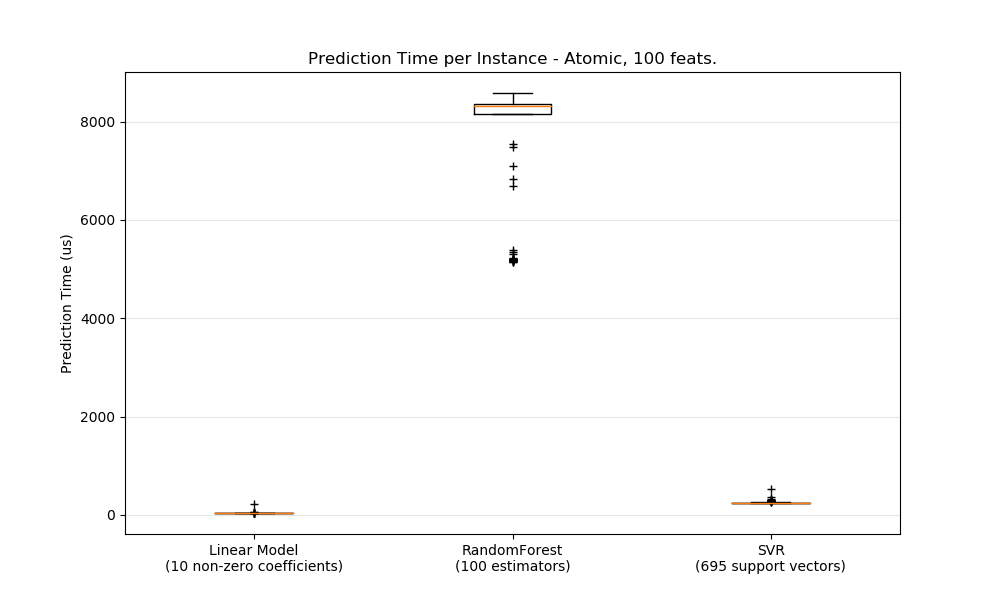 Prediction Time per Instance - Atomic, 100 feats.
Prediction Time (us)
8000
6000
4000
2000
0
Linear Model
(10 non-zero coefficients)
RandomForest
(100 estimators)
SVR
(695 support vectors)